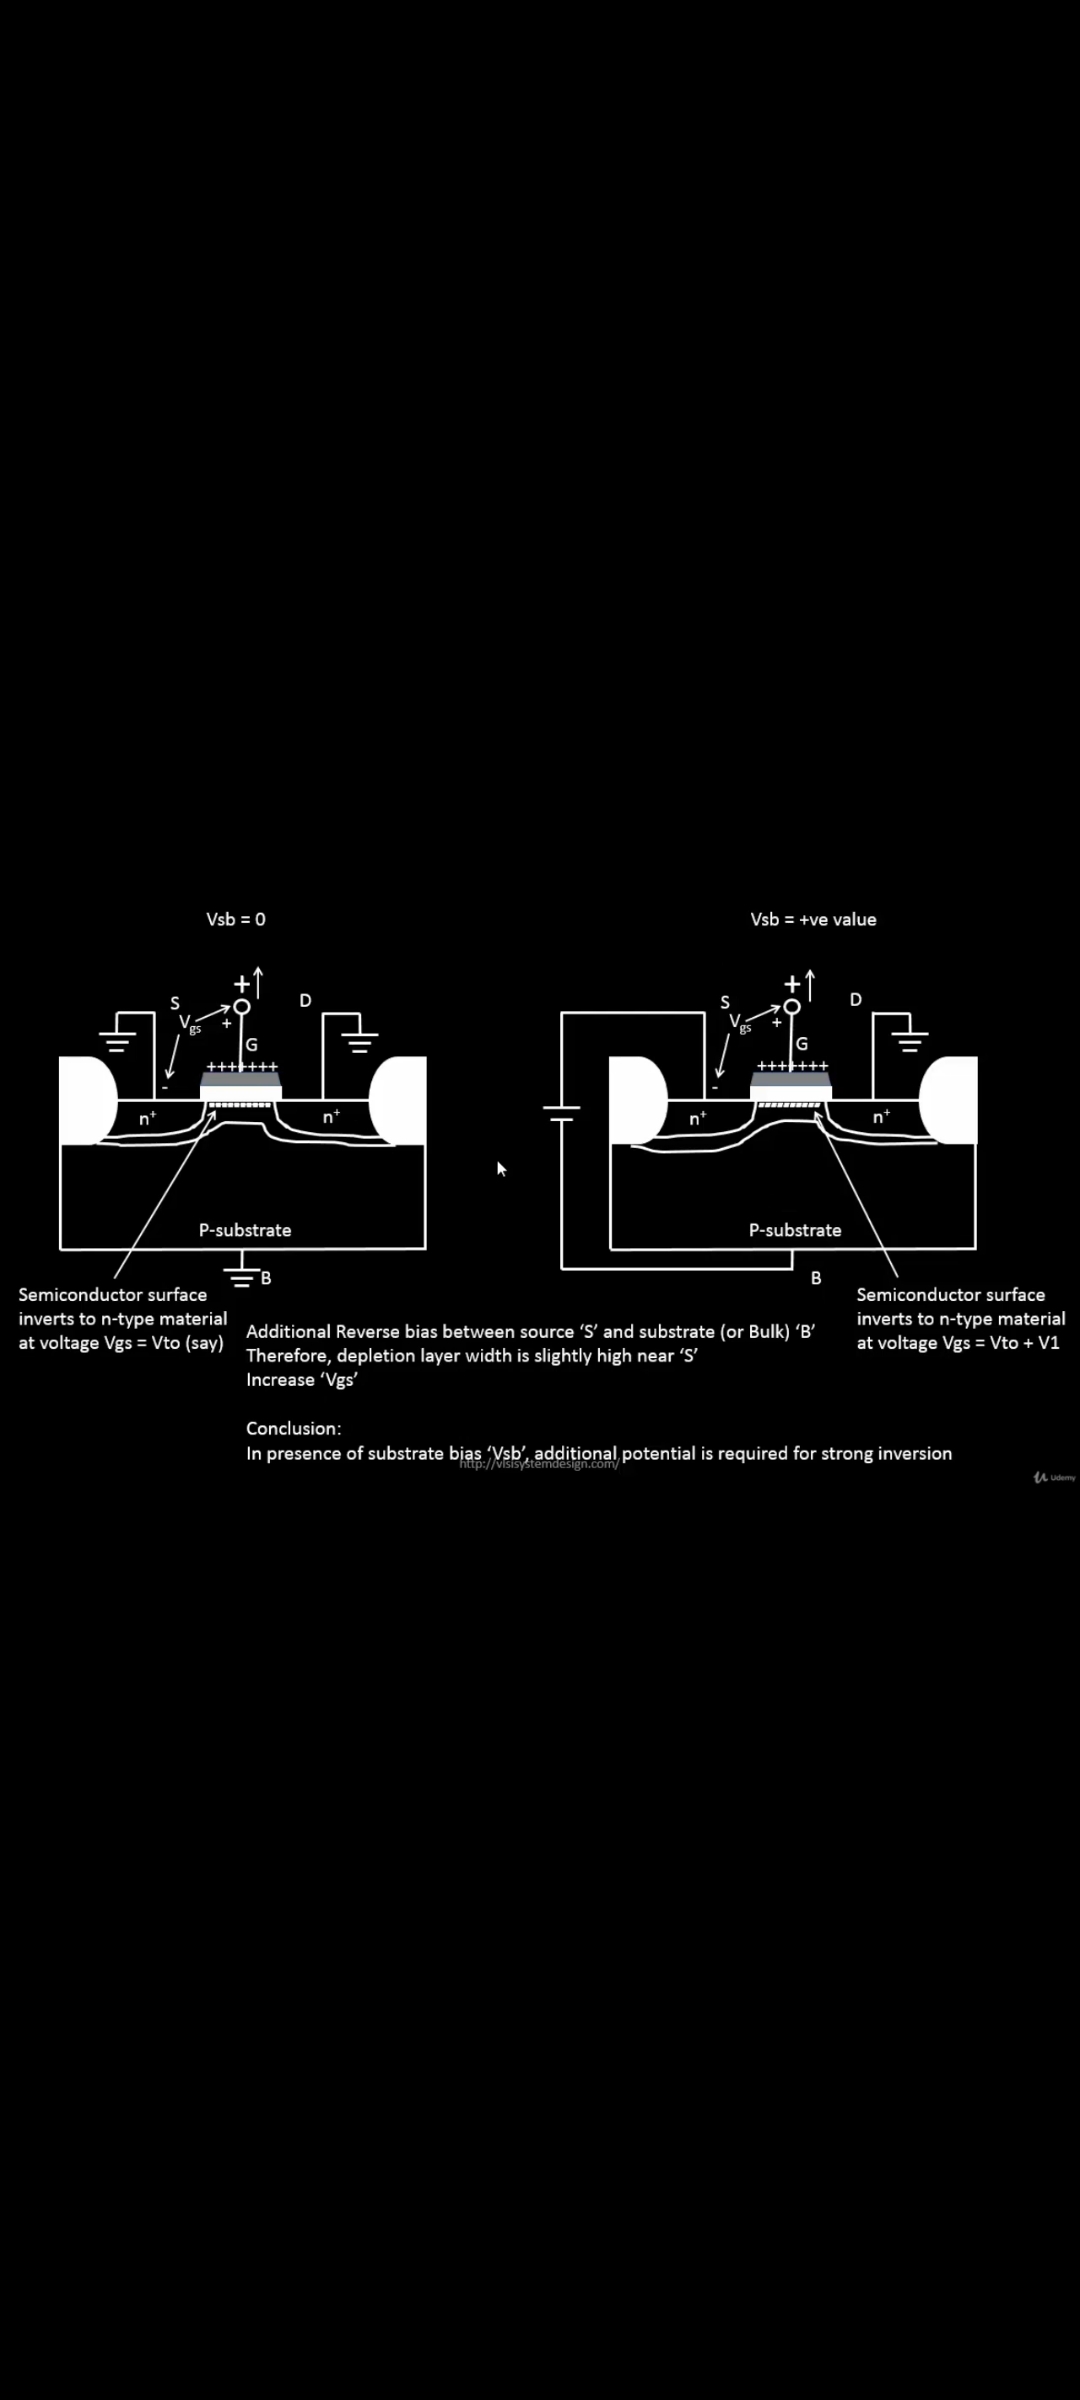 Vsb = 0
Vsb = +ve value
+
S
D
Vgs
+
G
+++++++
-
n+
n+
P-substrate
B
+
S
D
Vgs
+
G
+++++++
-
n+
n+
P-substrate
B
Semiconductor surface
inverts to n-type material
at voltage Vgs = Vto (say)
Semiconductor surface
inverts to n-type material
at voltage Vgs = Vto + V1
Additional Reverse bias between source ‘S’ and substrate (or Bulk) ‘B’
Therefore, depletion layer width is slightly high near ‘S’
Increase ‘Vgs’
Conclusion:
In presence of substrate bias ‘Vsb’, additional potential is required for strong inversion
http://vlsisystemdesign.com/
Udemy